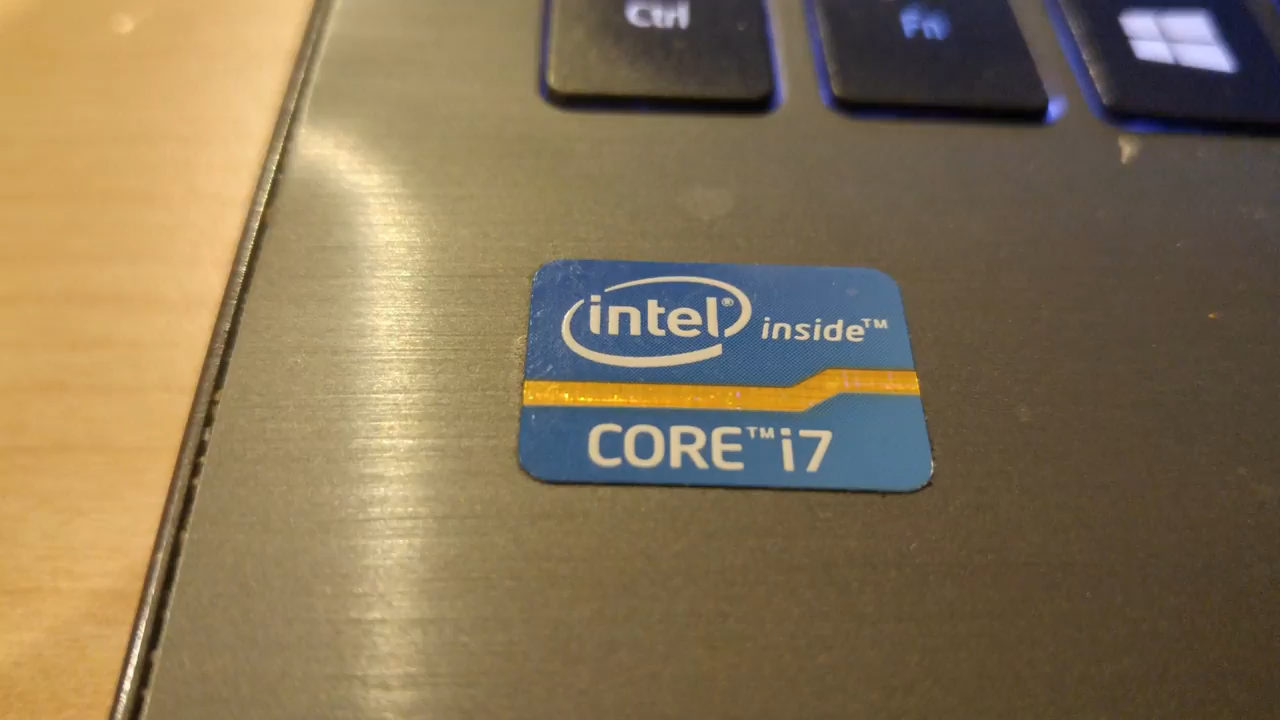 Ctrl Fn
intel® inside™
CORE™ i7